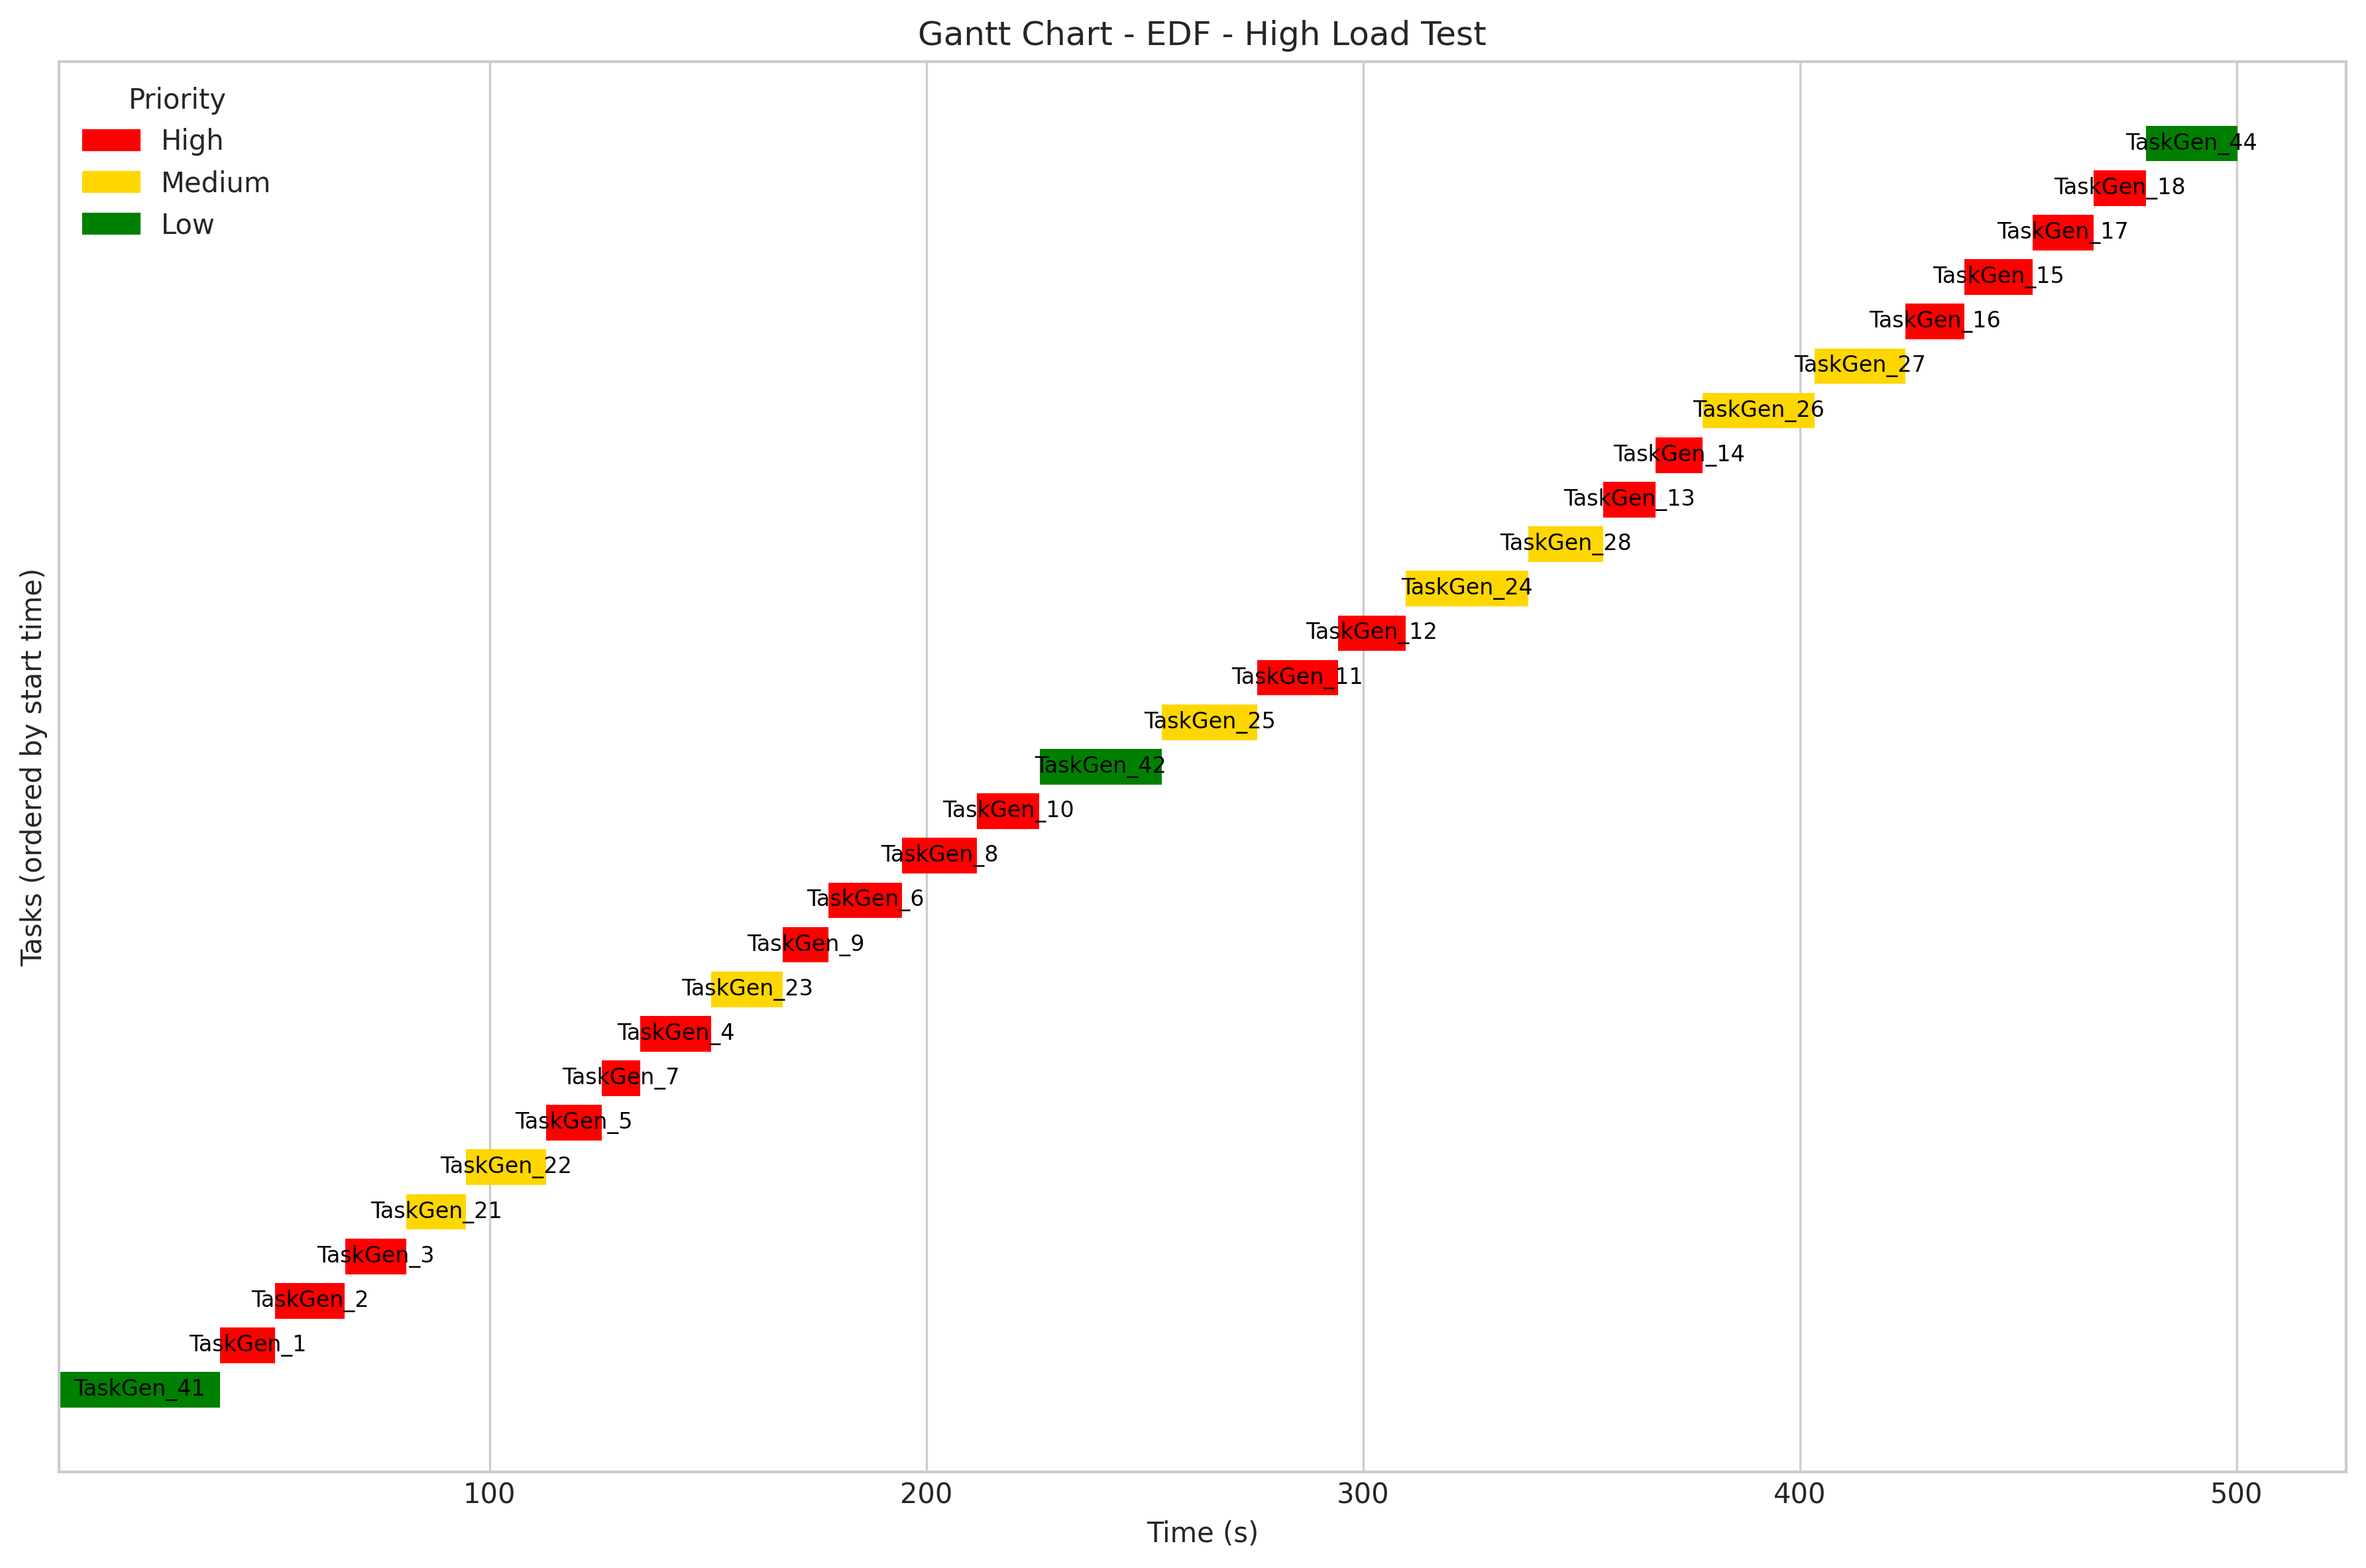 Gantt Chart - EDF - High Load Test
Priority
High
Medium
Low
TaskGen_44
TaskGen_18
TaskGen_17
TaskGen_15
TaskGen_16
TaskGen_27
TaskGen_26
TaskGen_14
TaskGen_13
TaskGen_28
TaskGen_24
TaskGen_12
TaskGen_11
TaskGen_25
TaskGen_42
TaskGen_10
TaskGen_8
TaskGen_6
TaskGen_9
TaskGen_23
TaskGen_4
TaskGen_7
TaskGen_5
TaskGen_22
TaskGen_21
TaskGen_3
TaskGen_2
TaskGen_1
TaskGen_41
Tasks (ordered by start time)
100 200 300 400 500
Time (s)